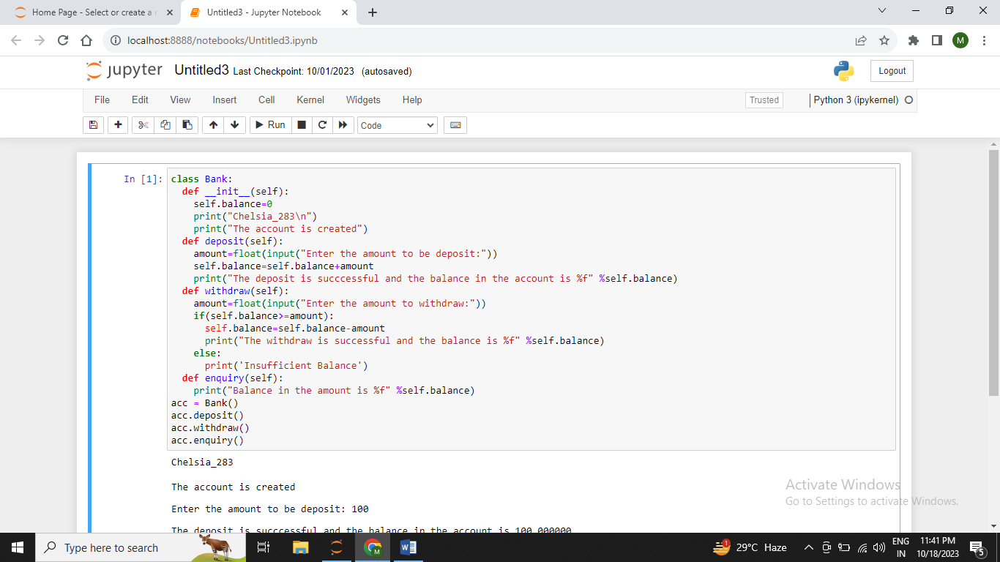 Home Page - Select or create a n
Untitled3 - Jupyter Notebook
localhost:8888/notebooks/Untitled3.ipynb
M
jupyter Untitled3 Last Checkpoint: 10/01/2023 (autosaved)
Logout
File Edit View Insert Cell Kernel Widgets Help
Trusted
Python 3 (ipykernel)
Run
Code
In [1]:
class Bank:
  def __init__(self):
    self.balance=0
    print("Chelsia_283\n")
    print("The account is created")
  def deposit(self):
    amount=float(input("Enter the amount to be deposit:"))
    self.balance=self.balance+amount
    print("The deposit is succcessful and the balance in the account is %f" %self.balance)
  def withdraw(self):
    amount=float(input("Enter the amount to withdraw:"))
    if(self.balance>=amount):
      self.balance=self.balance-amount
      print("The withdraw is successful and the balance is %f" %self.balance)
    else:
      print('Insufficient Balance')
  def enquiry(self):
    print("Balance in the amount is %f" %self.balance)
acc = Bank()
acc.deposit()
acc.withdraw()
acc.enquiry()
Chelsia_283
The account is created
Enter the amount to be deposit: 100
The deposit is succcessful and the balance in the account is 100.000000
Activate Windows
Go to Settings to activate Windows.
Type here to search
M
W
1
29°C Haze
ENG
IN
11:41 PM
10/18/2023
5